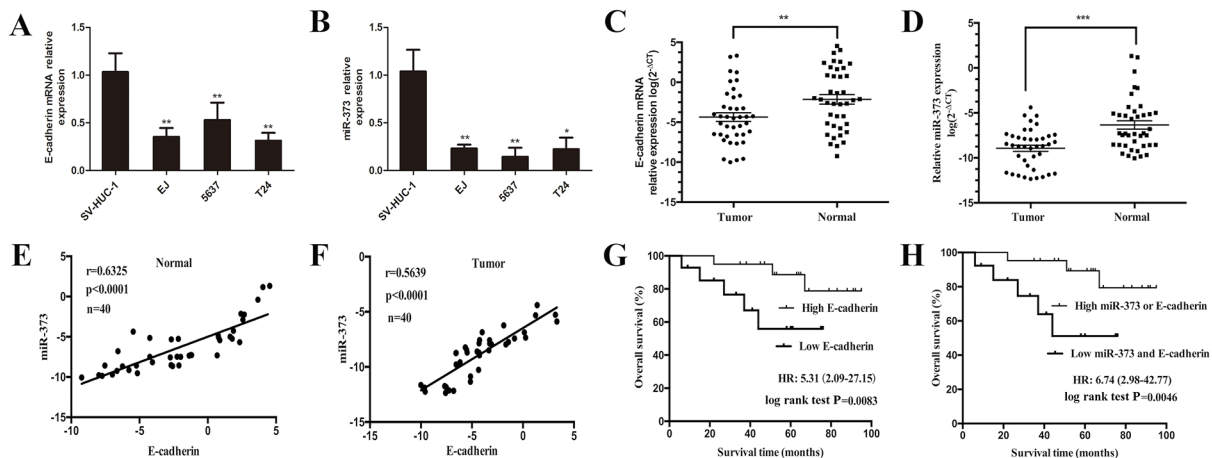 A
E-cadherin mRNA relative
expression
1.5
1.0
0.5
0.0
**
**
**
SV-HUC-1
EJ
5637
T24
B
miR-373 relative
expression
1.5
1.0
0.5
0.0
**
**
*
SV-HUC-1
EJ
5637
T24
C
**
E-cadherin mRNA
relative expression log(2-ΔCT)
5
0
-5
-10
-15
Tumor
Normal
D
***
Relative miR-373 expression
log(2-ΔCT)
5
0
-5
-10
-15
Tumor
Normal
E
Normal
r=0.6325
p<0.0001
n=40
miR-373
5
0
-5
-10
-15
-10
-5
0
5
E-cadherin
F
Tumor
r=0.5639
p<0.0001
n=40
miR-373
0
-5
-10
-15
-15
-10
-5
0
5
E-cadherin
G
Overall survival (%)
100
80
60
40
20
0
High E-cadherin
Low E-cadherin
HR: 5.31 (2.09-27.15)
log rank test P=0.0083
0
20
40
60
80
100
Survival time (months)
H
Overall survival (%)
100
80
60
40
20
0
High miR-373 or E-cadherin
Low miR-373 and E-cadherin
HR: 6.74 (2.98-42.77)
log rank test P=0.0046
0
20
40
60
80
100
Survival time (months)